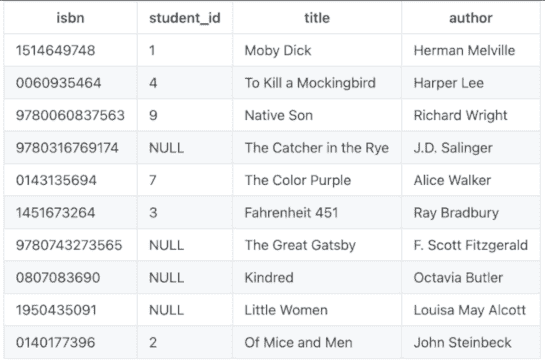 isbn student_id title author
1514649748 1 Moby Dick Herman Melville
0060935464 4 To Kill a Mockingbird Harper Lee
9780060837563 9 Native Son Richard Wright
9780316769174 NULL The Catcher in the Rye J.D. Salinger
0143135694 7 The Color Purple Alice Walker
1451673264 3 Fahrenheit 451 Ray Bradbury
9780743273565 NULL The Great Gatsby F. Scott Fitzgerald
0807083690 NULL Kindred Octavia Butler
1950435091 NULL Little Women Louisa May Alcott
0140177396 2 Of Mice and Men John Steinbeck